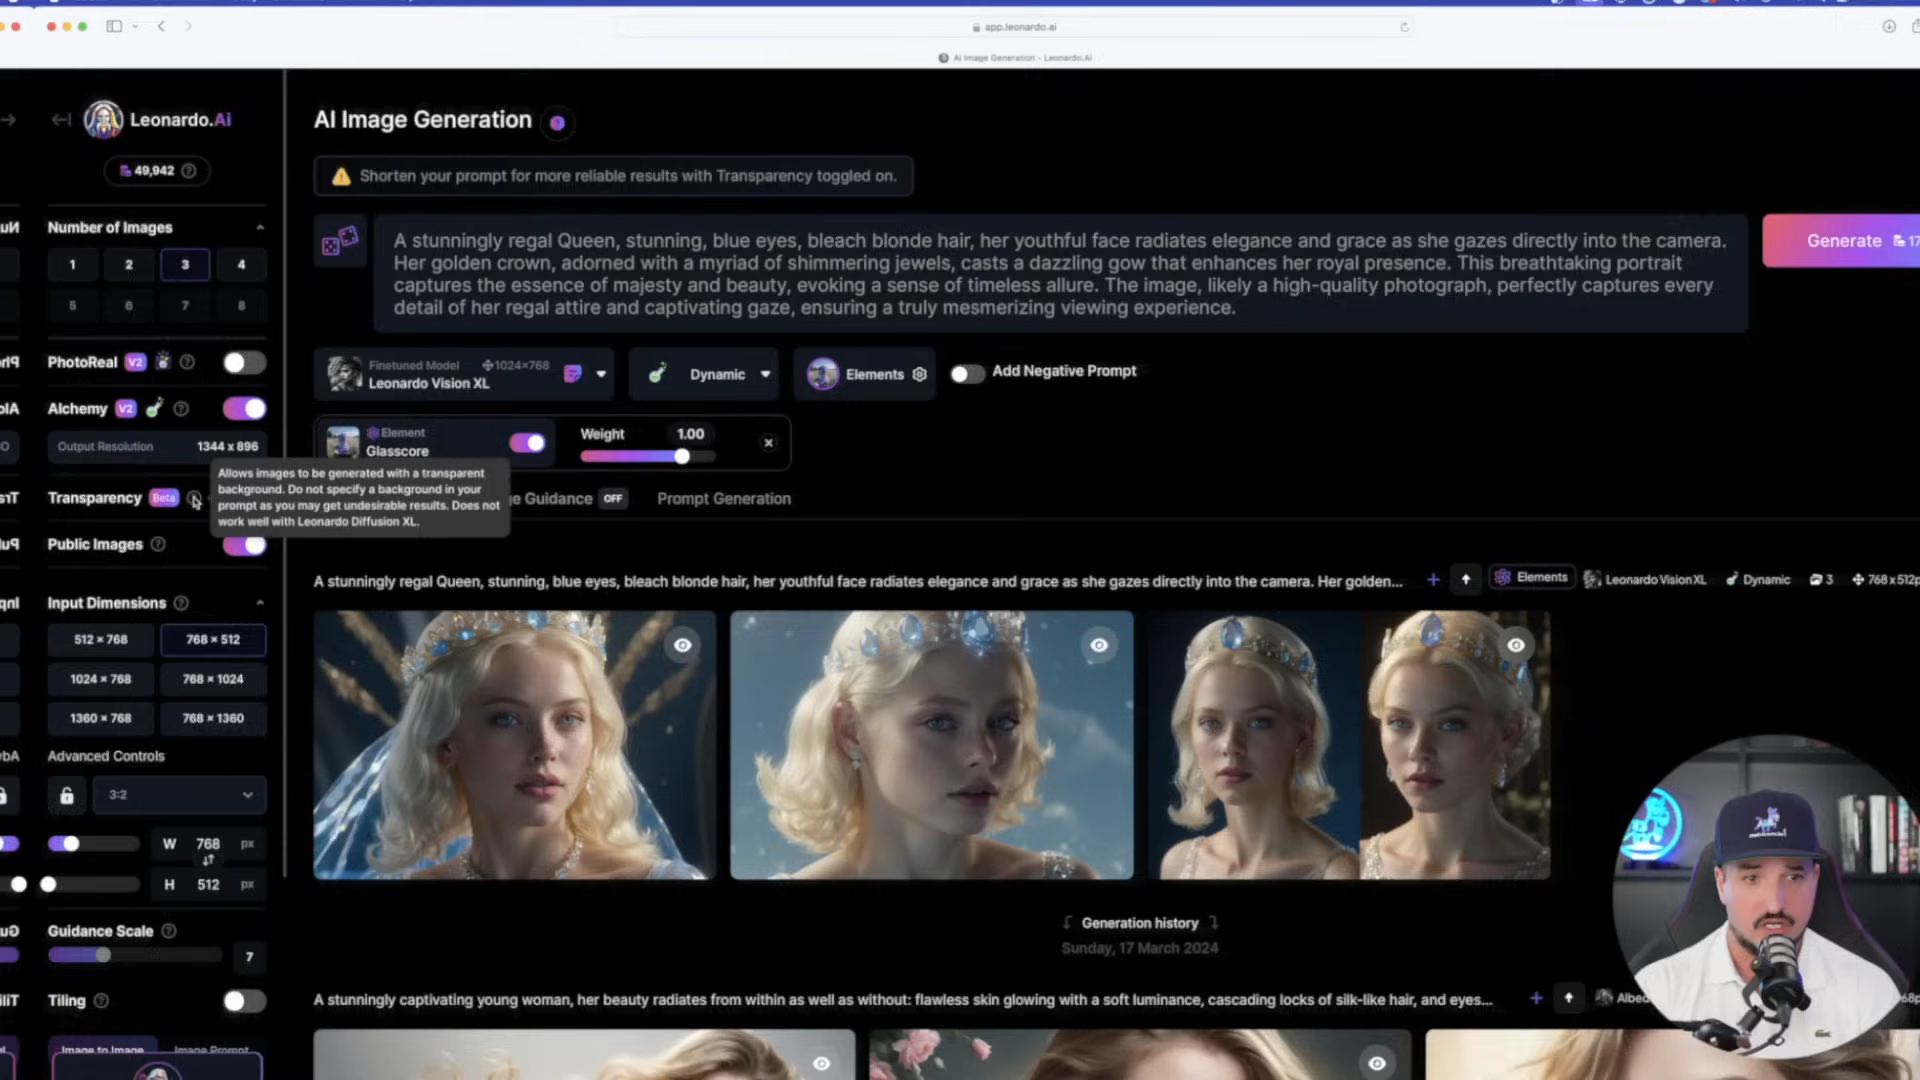 app.leonardo.ai
AI Image Generation - Leonardo.Ai
Leonardo.Ai
49,942
Number of Images
1 2 3 4
5 6 7 8
PhotoReal V2
Alchemy V2
Output Resolution 1344 x 896
Transparency Beta
Allows images to be generated with a transparent
background. Do not specify a background in your
prompt as you may get undesirable results. Does not
work well with Leonardo Diffusion XL.
Public Images
Input Dimensions
512 × 768 768 × 512
1024 × 768 768 × 1024
1360 × 768 768 × 1360
Advanced Controls
3:2
W 768 px
H 512 px
Guidance Scale
7
Tiling
Image to Image Image Prompt
AI Image Generation
Shorten your prompt for more reliable results with Transparency toggled on.
A stunningly regal Queen, stunning, blue eyes, bleach blonde hair, her youthful face radiates elegance and grace as she gazes directly into the camera.
Her golden crown, adorned with a myriad of shimmering jewels, casts a dazzling gow that enhances her royal presence. This breathtaking portrait
captures the essence of majesty and beauty, evoking a sense of timeless allure. The image, likely a high-quality photograph, perfectly captures every
detail of her regal attire and captivating gaze, ensuring a truly mesmerizing viewing experience.
Generate 17
Finetuned Model 1024×768
Leonardo Vision XL
Dynamic
Elements
Add Negative Prompt
Element
Glasscore
Weight 1.00
e Guidance OFF
Prompt Generation
A stunningly regal Queen, stunning, blue eyes, bleach blonde hair, her youthful face radiates elegance and grace as she gazes directly into the camera. Her golden...
Elements Leonardo Vision XL Dynamic 3 768 x 512p
Generation history
Sunday, 17 March 2024
A stunningly captivating young woman, her beauty radiates from within as well as without: flawless skin glowing with a soft luminance, cascading locks of silk-like hair, and eyes...
Albed
68p